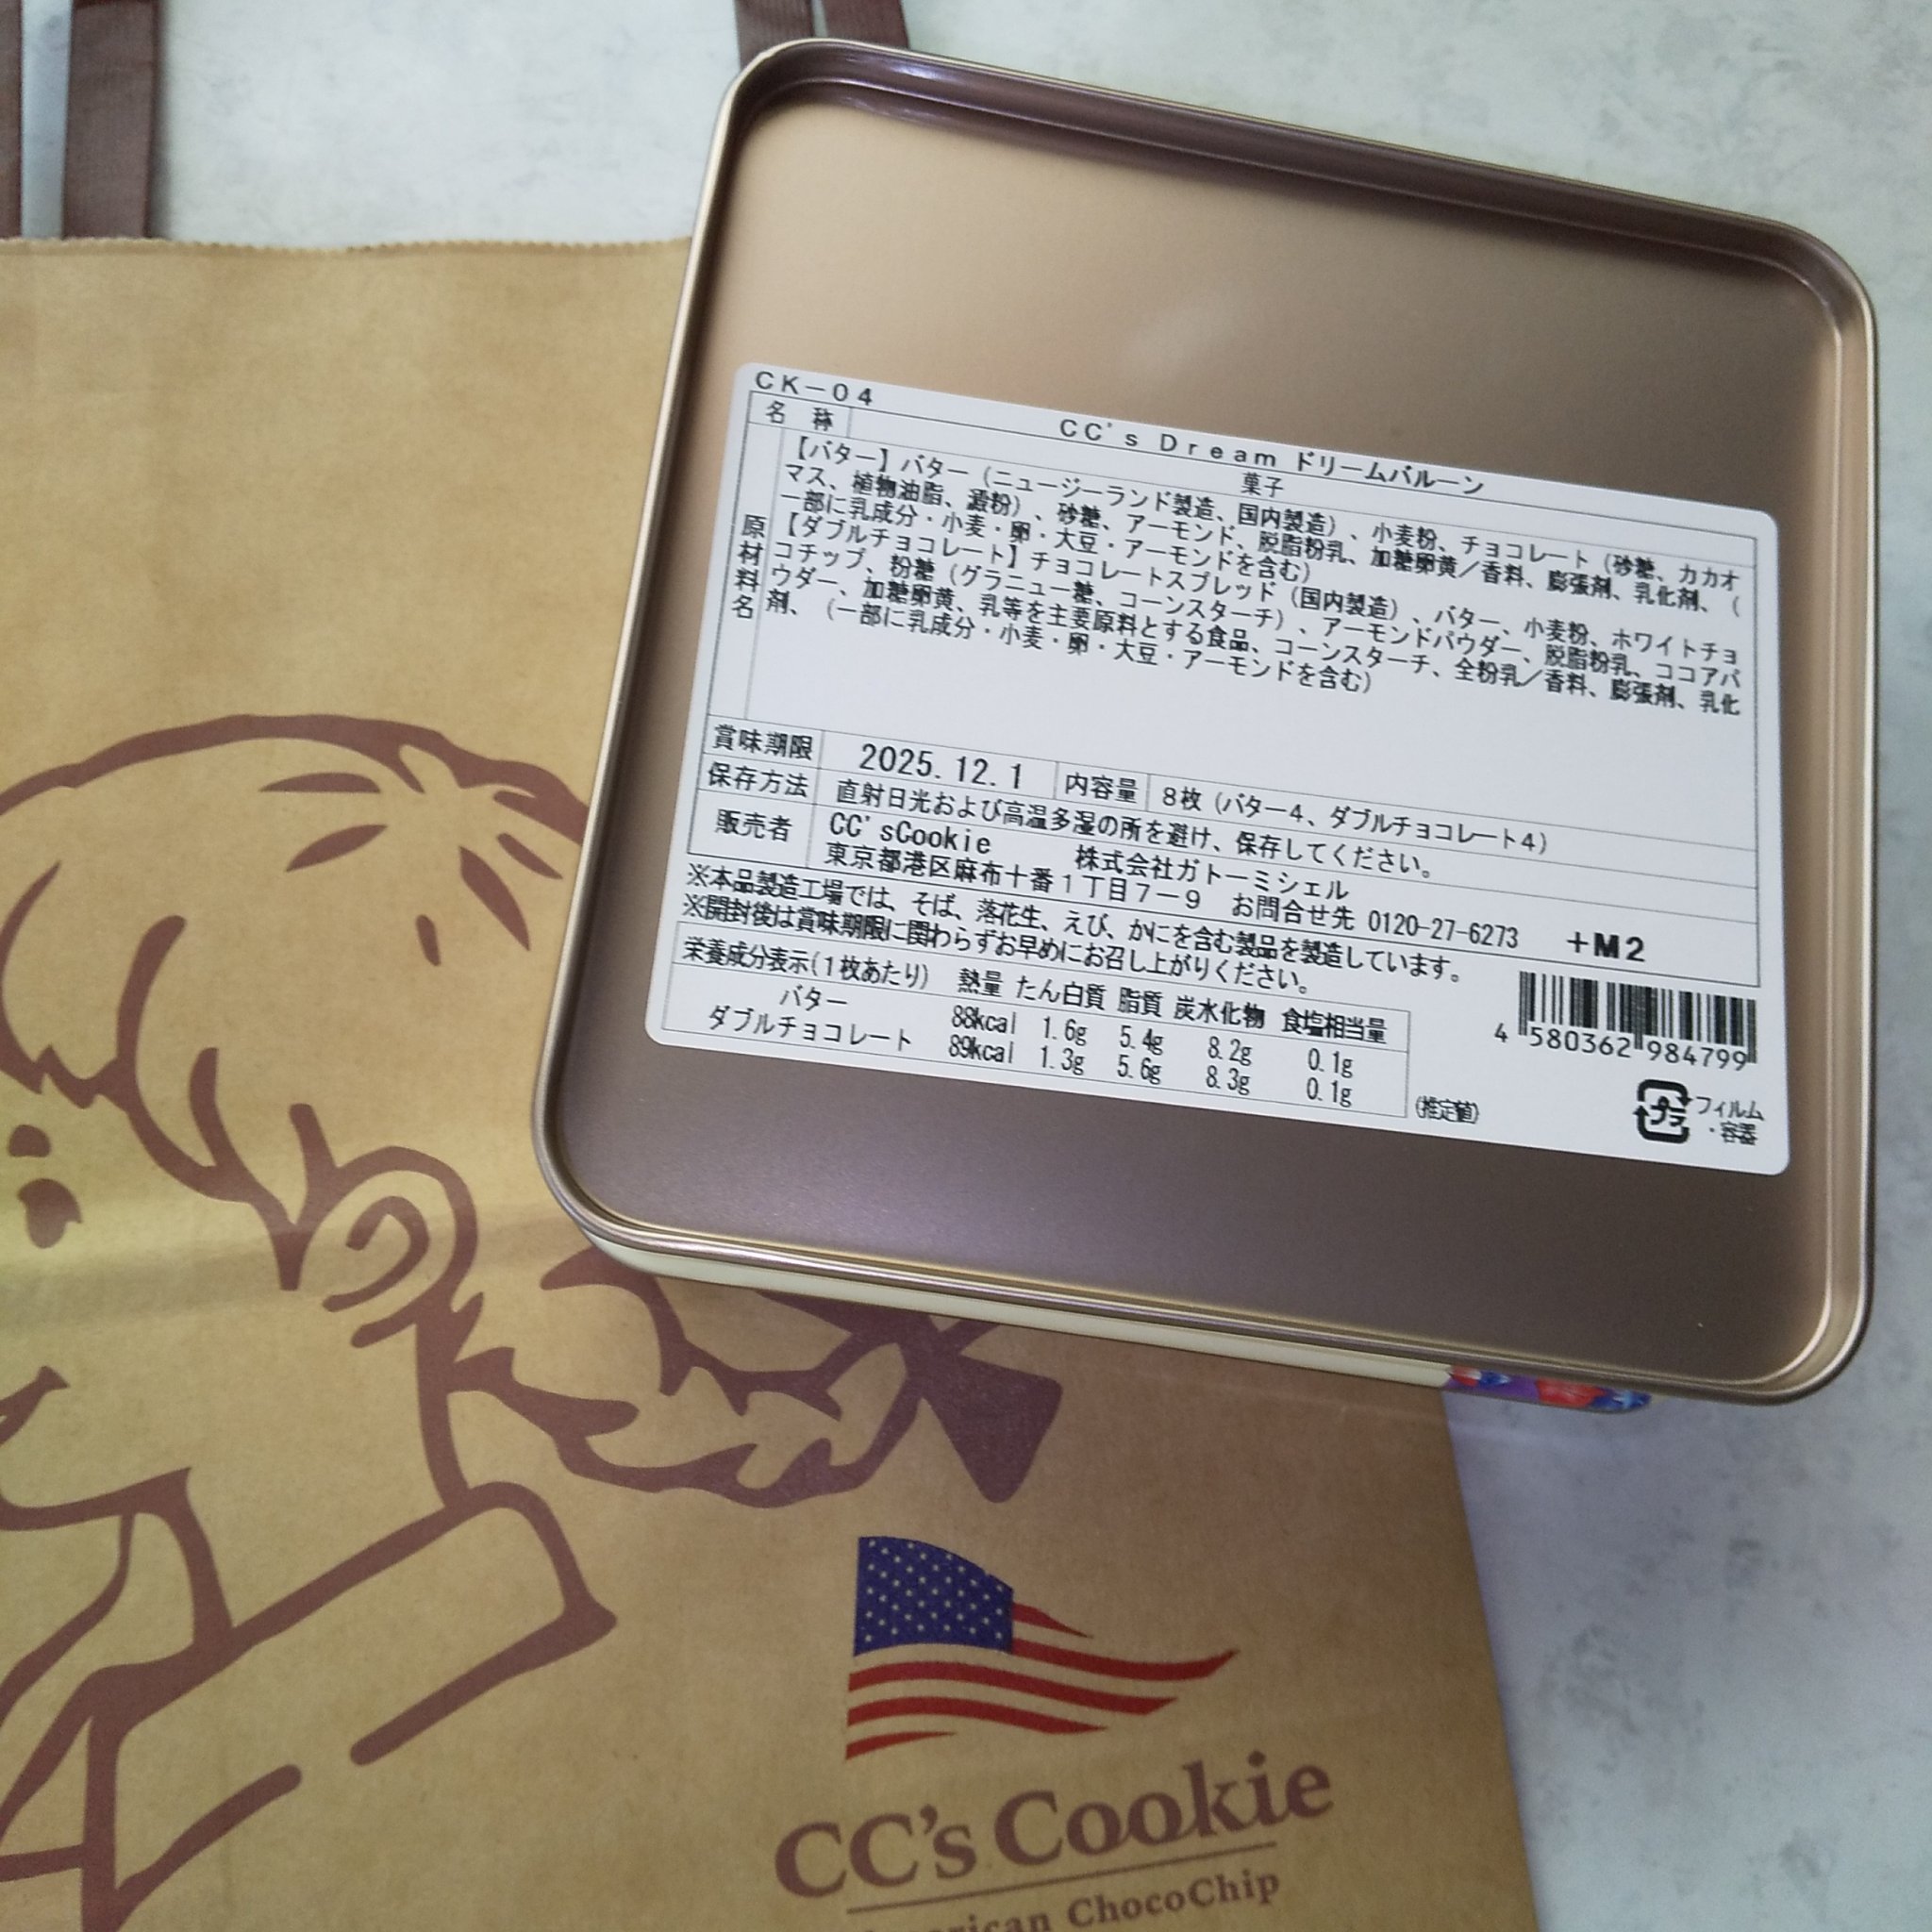 CK-04
名 称
CC's Dream ドリームバルーン
菓子
原材料名
【バター】バター（ニュージーランド製造、国内製造）、小麦粉、チョコレート（砂糖、カカオ
マス、植物油脂、澱粉）、砂糖、アーモンド、脱脂粉乳、加糖卵黄／香料、膨張剤、乳化剤、（
一部に乳成分・小麦・卵・大豆・アーモンドを含む）
【ダブルチョコレート】チョコレートスプレッド（国内製造）、バター、小麦粉、ホワイトチョ
コチップ、粉糖（グラニュー糖、コーンスターチ）、アーモンドパウダー、脱脂粉乳、ココアパ
ウダー、加糖卵黄、乳等を主要原料とする食品、コーンスターチ、全粉乳／香料、膨張剤、乳化
剤、（一部に乳成分・小麦・卵・大豆・アーモンドを含む）
賞味期限 2025.12.1 内容量 8枚（バター4、ダブルチョコレート4）
保存方法 直射日光および高温多湿の所を避け、保存してください。
販売者 CC'sCookie 株式会社ガトーミシェル
東京都港区麻布十番1丁目7－9 お問合せ先 0120-27-6273 +M2
※本品製造工場では、そば、落花生、えび、かにを含む製品を製造しています。
※開封後は賞味期限に関わらずお早めにお召し上がりください。
栄養成分表示(1枚あたり) 熱量 たん白質 脂質 炭水化物 食塩相当量
バター 88kcal 1.6g 5.4g 8.2g 0.1g
ダブルチョコレート 89kcal 1.3g 5.6g 8.3g 0.1g
(推定値)
4 580362 984799
プラ
フィルム
・容器
CC's Cookie
ChocoChip